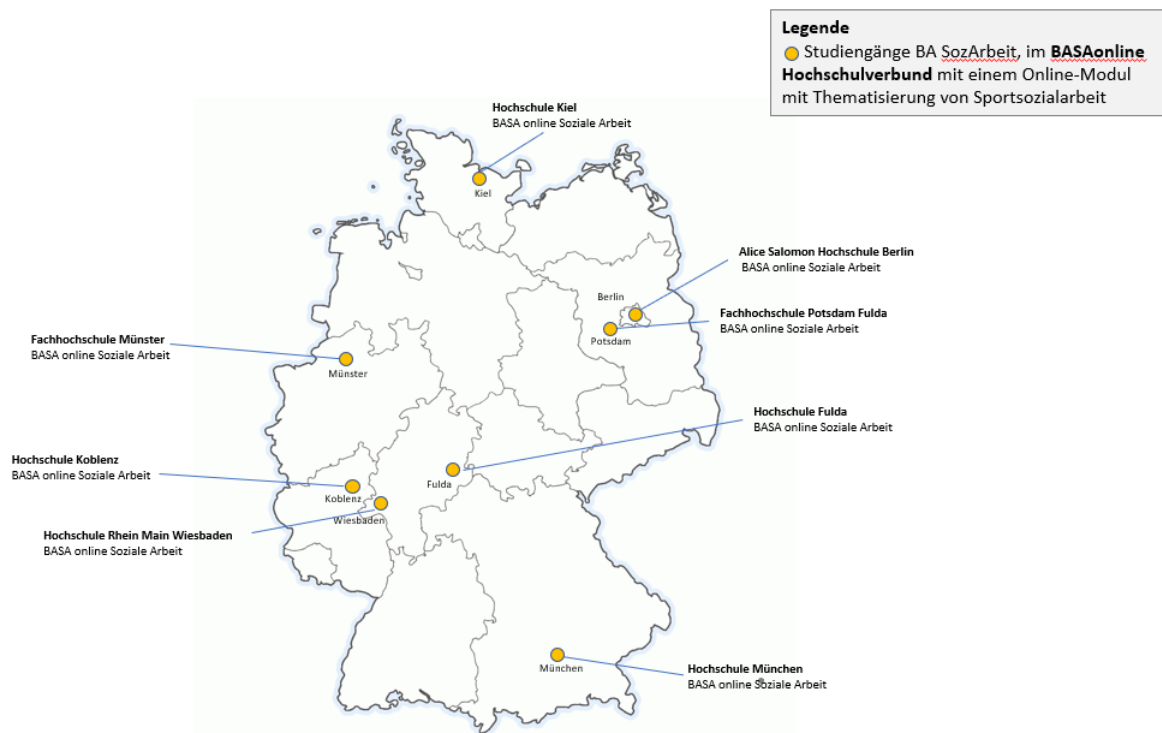 Legende
Studiengänge BA SozArbeit, im BASAonline
Hochschulverbund mit einem Online-Modul
mit Thematisierung von Sportsozialarbeit
Hochschule Kiel
BASA online Soziale Arbeit
Kiel
Alice Salomon Hochschule Berlin
BASA online Soziale Arbeit
Berlin
Fachhochschule Potsdam Fulda
BASA online Soziale Arbeit
Potsdam
Fachhochschule Münster
BASA online Soziale Arbeit
Münster
Hochschule Fulda
BASA online Soziale Arbeit
Fulda
Hochschule Koblenz
BASA online Soziale Arbeit
Koblenz
Wiesbaden
Hochschule Rhein Main Wiesbaden
BASA online Soziale Arbeit
München
Hochschule München
BASA online Soziale Arbeit